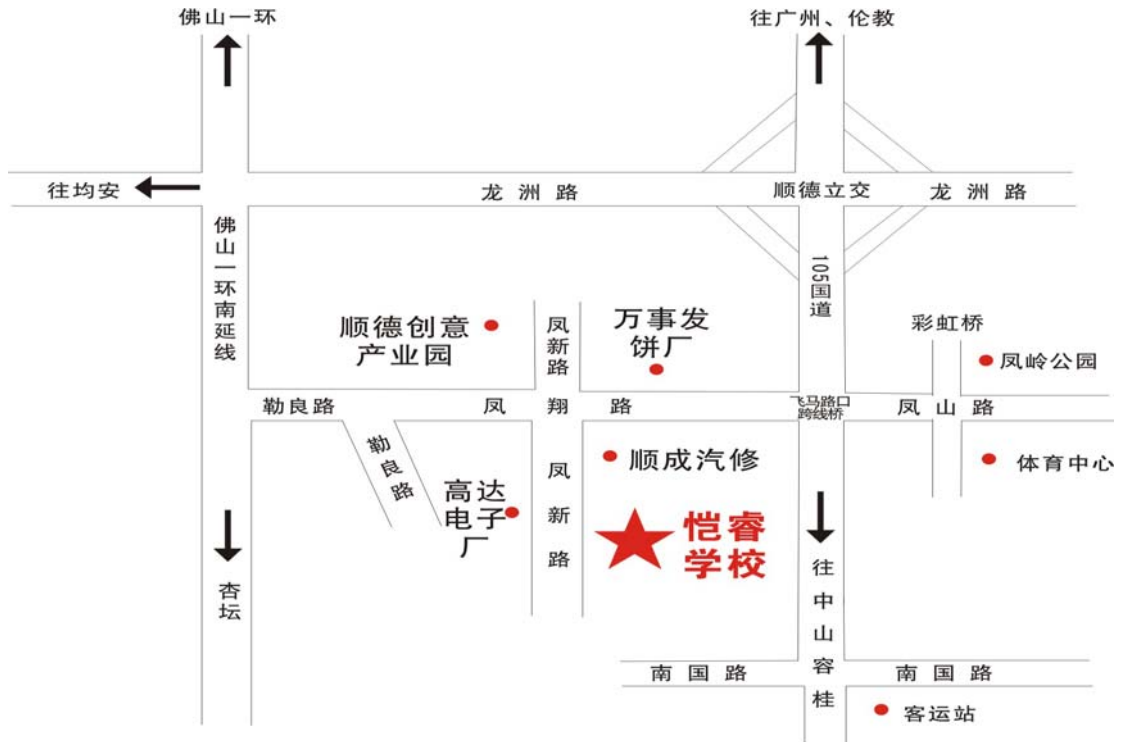 佛山一环
往广州、伦教
往均安
龙洲路
顺德立交
龙洲路
佛山一环南延线
105国道
顺德创意
产业园
凤新路
万事发
饼厂
彩虹桥
凤岭公园
勒良路
凤翔路
飞马路口
跨线桥
凤山路
勒良路
高达
电子
厂
凤新路
顺成汽修
体育中心
恺睿
学校
杏坛
往中山容桂
南国路
南国路
客运站